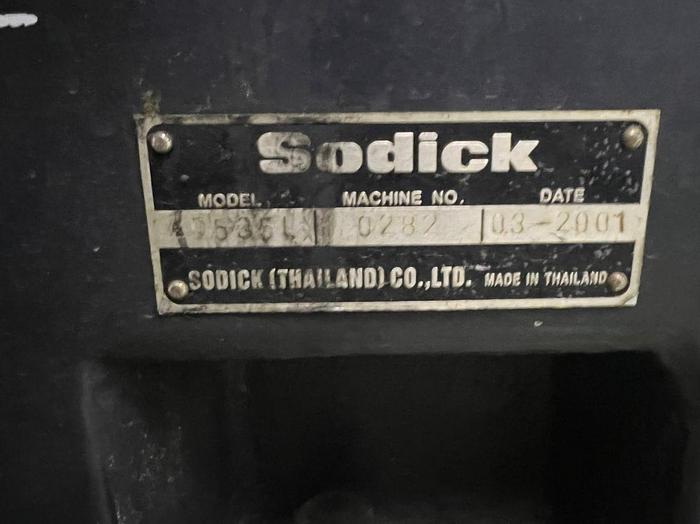 Sodick
MODEL MACHINE NO. DATE
0282 03-2001
SODICK (THAILAND) CO.,LTD. MADE IN THAILAND